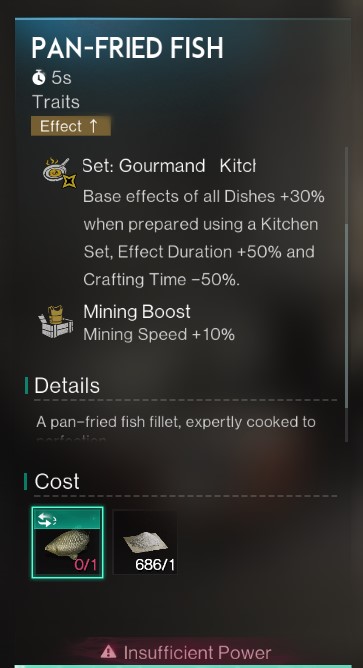 PAN-FRIED FISH
5s
Traits
Effect ↑
Set: Gourmand Kitch
Base effects of all Dishes +30%
when prepared using a Kitchen
Set, Effect Duration +50% and
Crafting Time −50%.
Mining Boost
Mining Speed +10%
Details
A pan-fried fish fillet, expertly cooked to
Cost
0/1
686/1
Insufficient Power